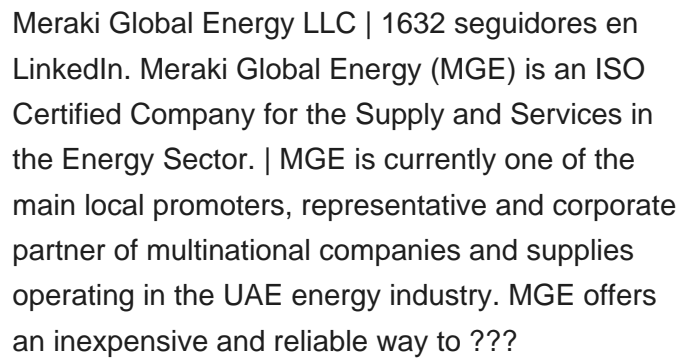 Meraki Global Energy LLC | 1632 seguidores en
LinkedIn. Meraki Global Energy (MGE) is an ISO
Certified Company for the Supply and Services in
the Energy Sector. | MGE is currently one of the
main local promoters, representative and corporate
partner of multinational companies and supplies
operating in the UAE energy industry. MGE offers
an inexpensive and reliable way to ???